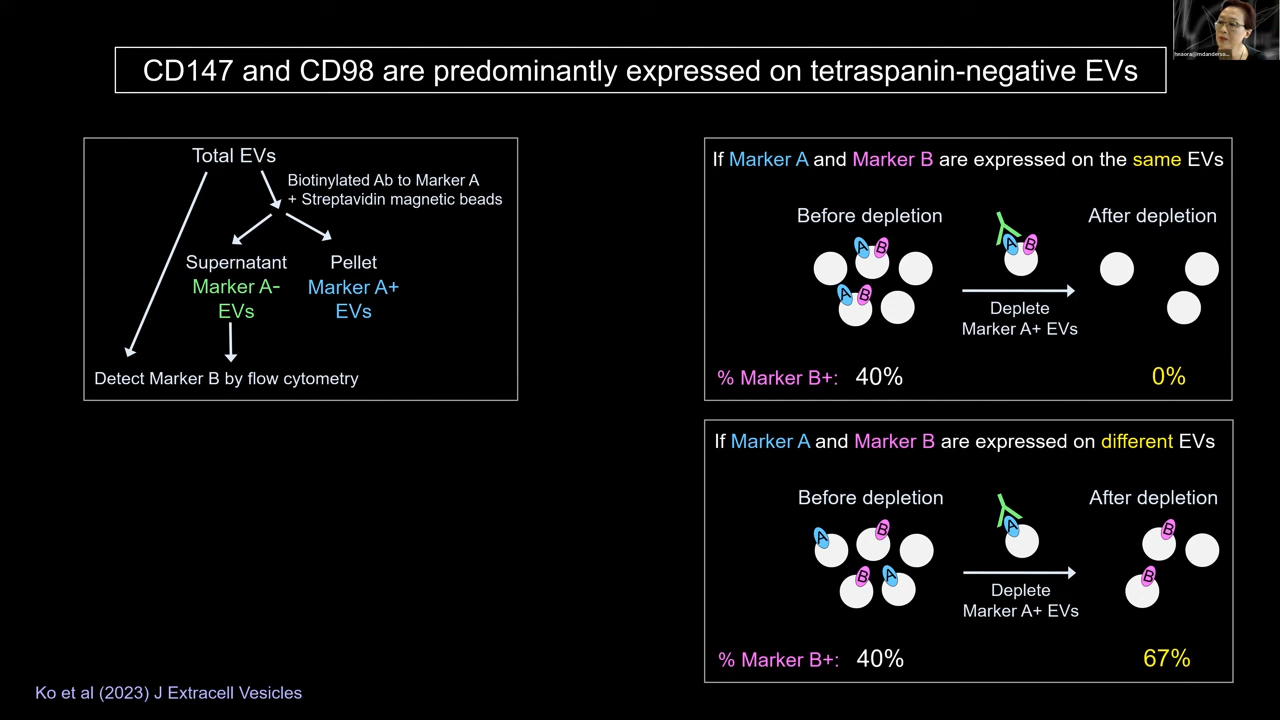 CD147 and CD98 are predominantly expressed on tetraspanin-negative EVs
Total EVs
Biotinylated Ab to Marker A
+ Streptavidin magnetic beads
Supernatant
Marker A-
EVs
Pellet
Marker A+
EVs
Detect Marker B by flow cytometry
If Marker A and Marker B are expressed on the same EVs
Before depletion
After depletion
A B
A B
A B
Deplete
Marker A+ EVs
% Marker B+: 40%
0%
If Marker A and Marker B are expressed on different EVs
Before depletion
After depletion
A
B
B
A
A
B
B
Deplete
Marker A+ EVs
% Marker B+: 40%
67%
Ko et al (2023) J Extracell Vesicles
hnaora@mdanderso...